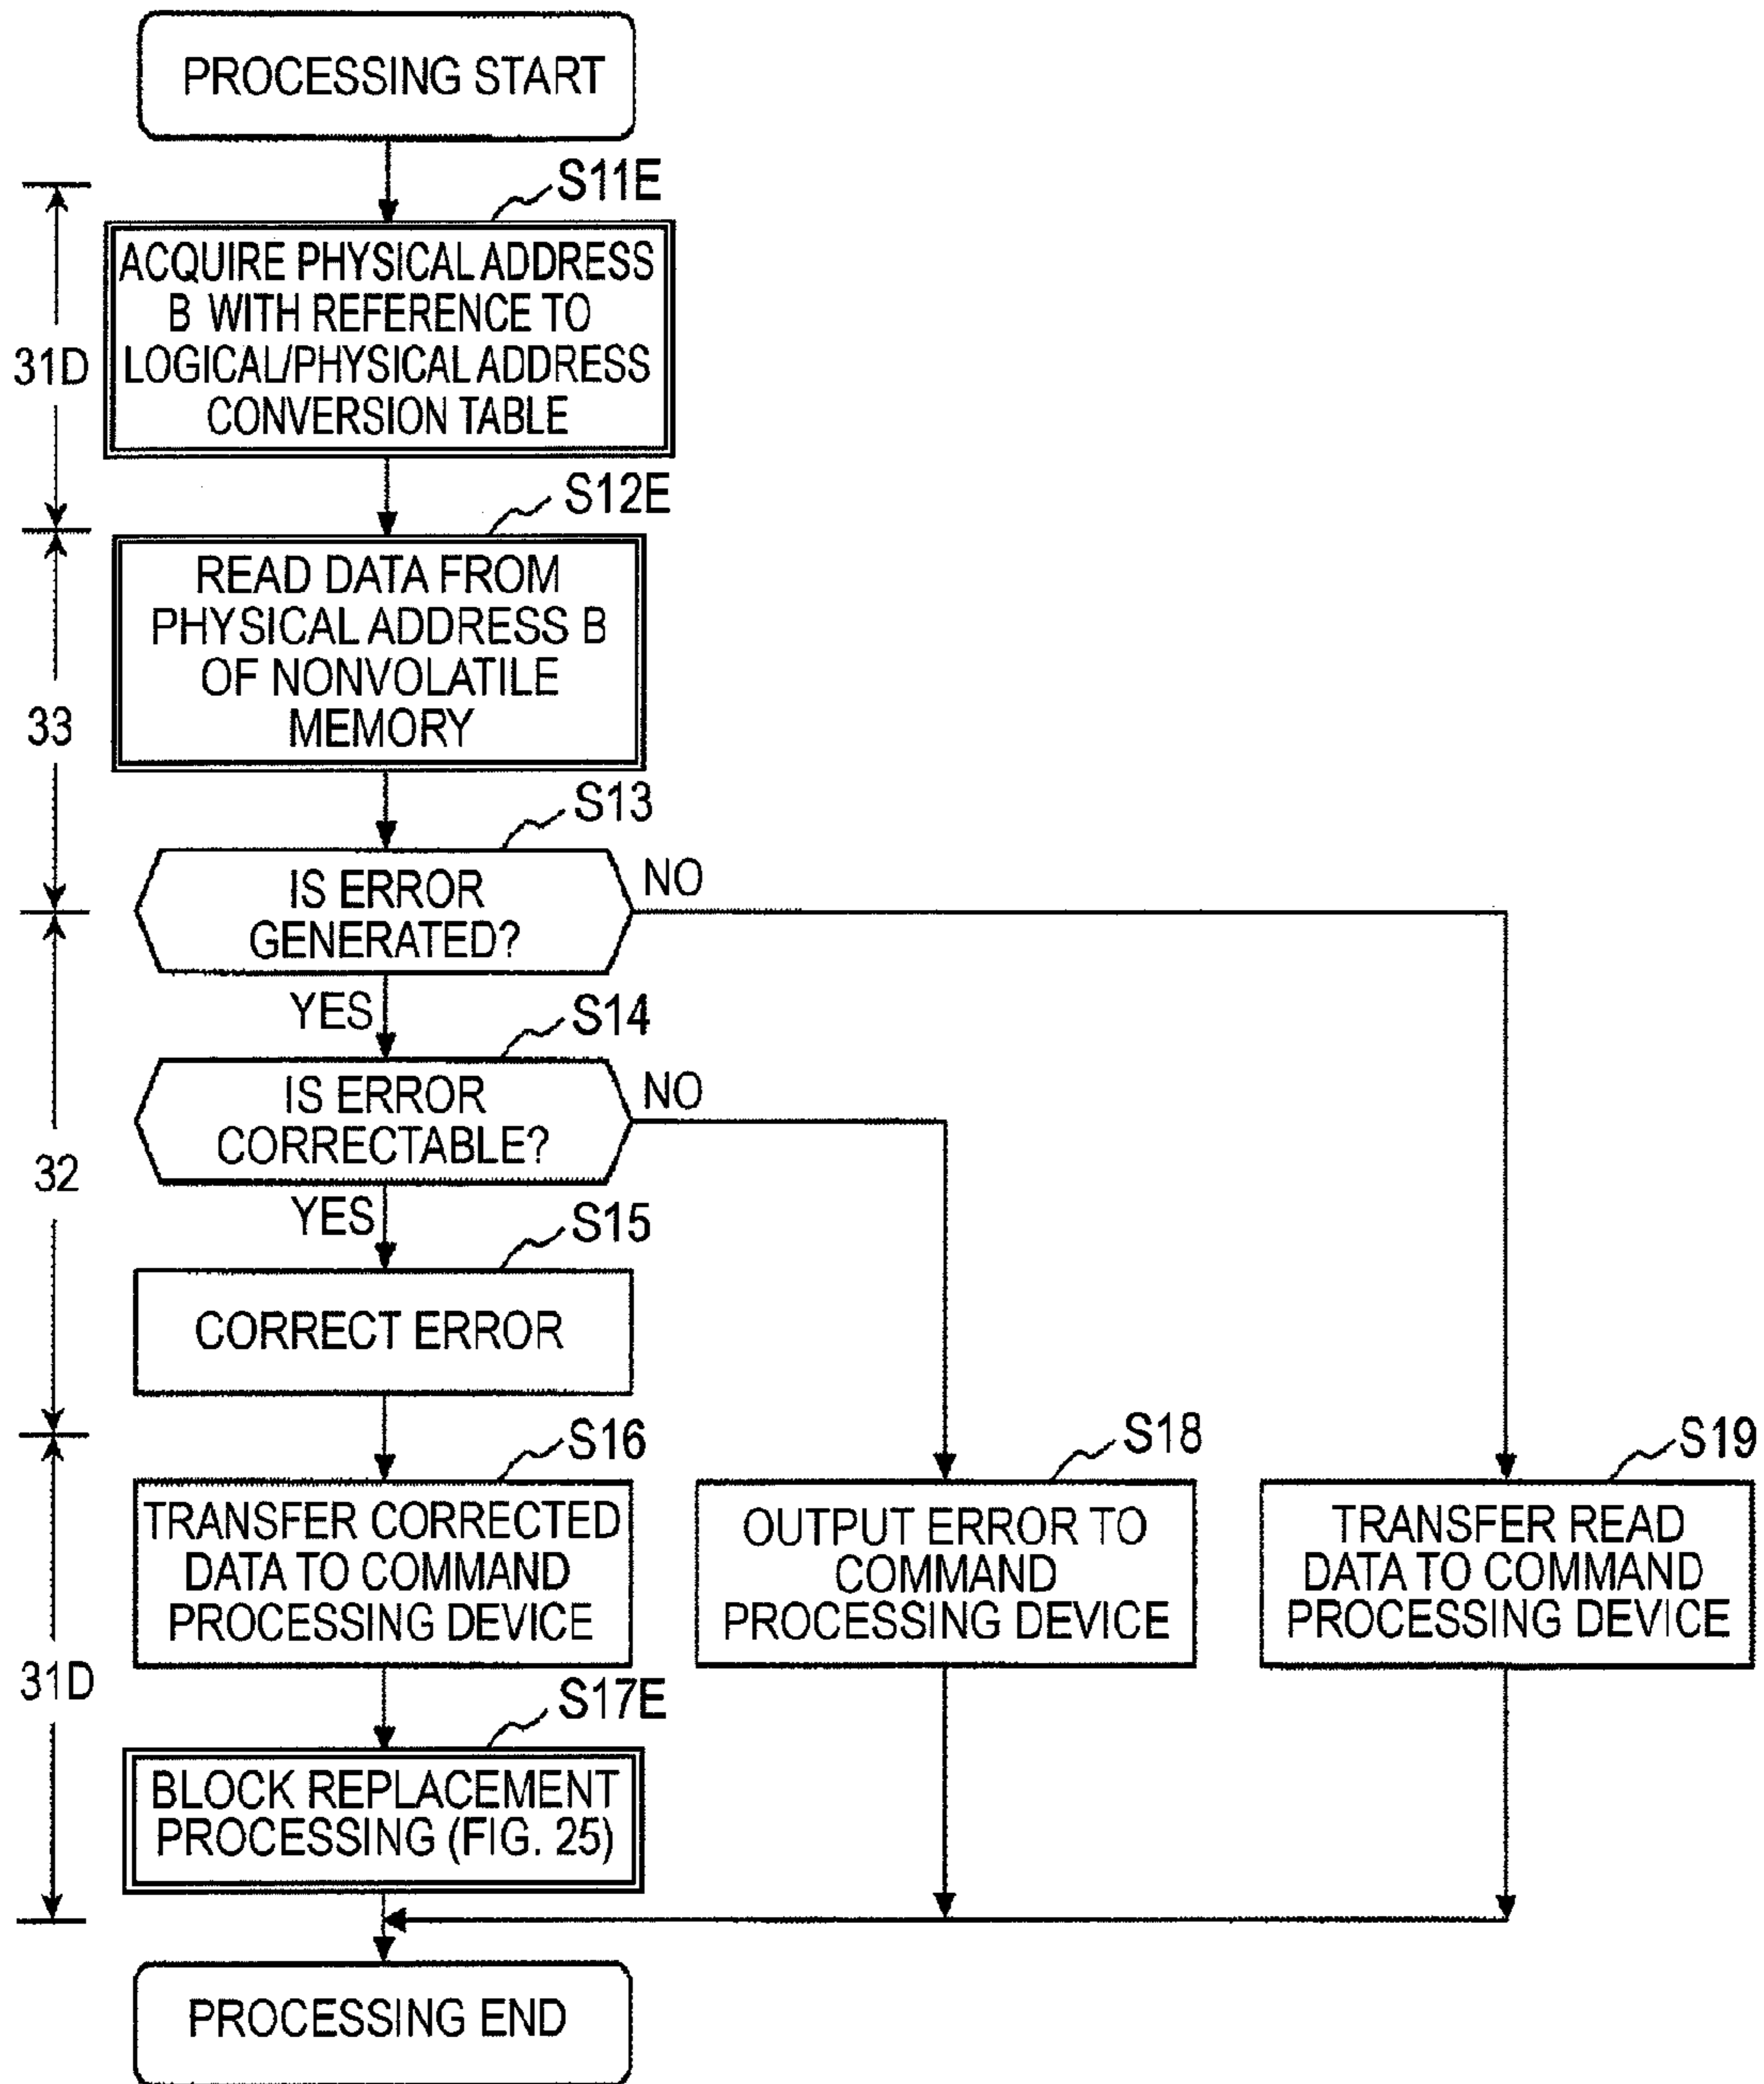 PROCESSING START
S11E
ACQUIRE PHYSICAL ADDRESS
B WITH REFERENCE TO
LOGICAL/PHYSICAL ADDRESS
CONVERSION TABLE
31D
S12E
READ DATA FROM
PHYSICAL ADDRESS B
OF NONVOLATILE
MEMORY
33
S13
IS ERROR
GENERATED?
NO
YES
S14
IS ERROR
CORRECTABLE?
NO
32
YES
S15
CORRECT ERROR
S16
TRANSFER CORRECTED
DATA TO COMMAND
PROCESSING DEVICE
S18
OUTPUT ERROR TO
COMMAND
PROCESSING DEVICE
S19
TRANSFER READ
DATA TO COMMAND
PROCESSING DEVICE
31D
S17E
BLOCK REPLACEMENT
PROCESSING (FIG. 25)
PROCESSING END